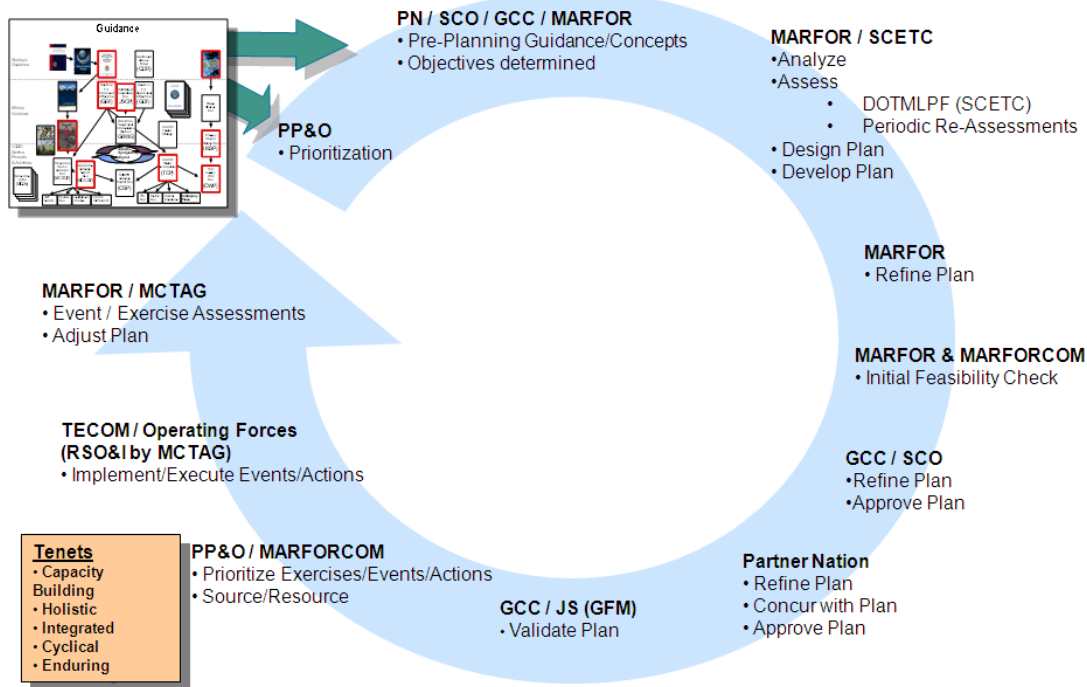 Guidance
(GEF)
(JSCP)
(TCP)
(CSP)
PN / SCO / GCC / MARFOR
• Pre-Planning Guidance/Concepts
• Objectives determined
PP&O
• Prioritization
MARFOR / SCETC
•Analyze
•Assess
• DOTMLPF (SCETC)
• Periodic Re-Assessments
• Design Plan
• Develop Plan
MARFOR
• Refine Plan
MARFOR & MARFORCOM
• Initial Feasibility Check
GCC / SCO
•Refine Plan
•Approve Plan
Partner Nation
• Refine Plan
• Concur with Plan
• Approve Plan
GCC / JS (GFM)
• Validate Plan
PP&O / MARFORCOM
• Prioritize Exercises/Events/Actions
• Source/Resource
TECOM / Operating Forces
(RSO&I by MCTAG)
• Implement/Execute Events/Actions
MARFOR / MCTAG
• Event / Exercise Assessments
• Adjust Plan
Tenets
• Capacity
Building
• Holistic
• Integrated
• Cyclical
• Enduring